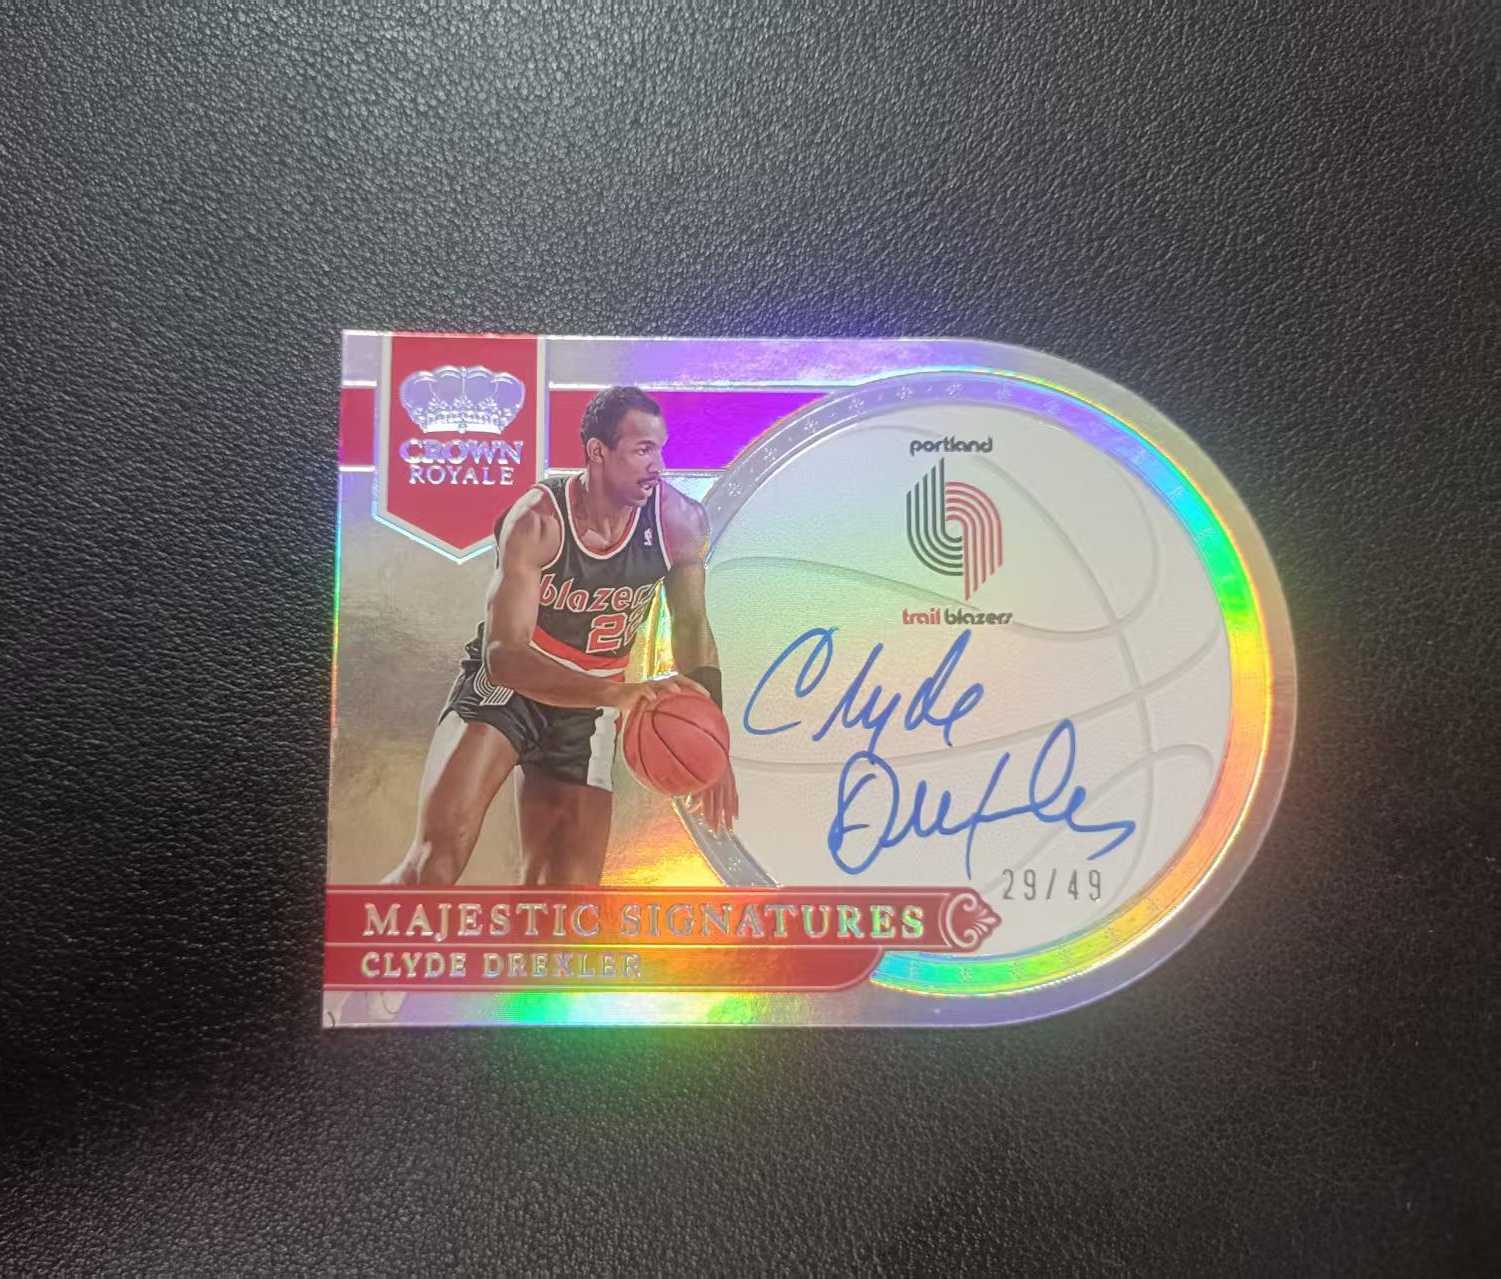 CROWN
ROYALE
portland
trail blazers
blazers
22
Clyde
Drexler
29/49
MAJESTIC SIGNATURES
CLYDE DREXLER